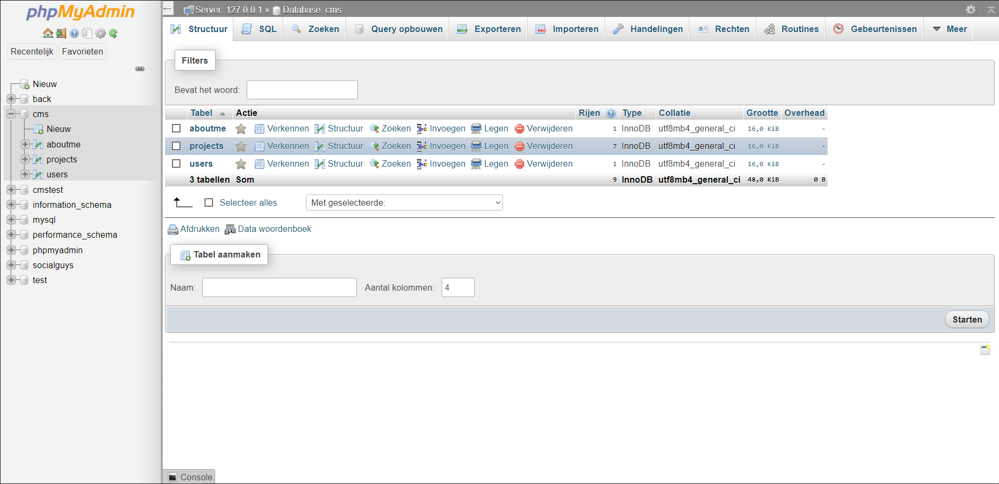 phpMyAdmin
Recentelijk Favorieten
Nieuw
back
cms
Nieuw
aboutme
projects
users
cmstest
information_schema
mysql
performance_schema
phpmyadmin
socialguys
test
Server: 127.0.0.1 » Database: cms
Structuur SQL Zoeken Query opbouwen Exporteren Importeren Handelingen Rechten Routines Gebeurtenissen Meer
Filters
Bevat het woord:
Tabel Actie Rijen Type Collatie Grootte Overhead
aboutme Verkennen Structuur Zoeken Invoegen Legen Verwijderen 1 InnoDB utf8mb4_general_ci 16,0 KiB -
projects Verkennen Structuur Zoeken Invoegen Legen Verwijderen 7 InnoDB utf8mb4_general_ci 16,0 KiB -
users Verkennen Structuur Zoeken Invoegen Legen Verwijderen 1 InnoDB utf8mb4_general_ci 16,0 KiB -
3 tabellen Som 9 InnoDB utf8mb4_general_ci 48,0 KiB 0 B
Selecteer alles Met geselecteerde:
Afdrukken Data woordenboek
Tabel aanmaken
Naam: Aantal kolommen: 4
Starten
Console